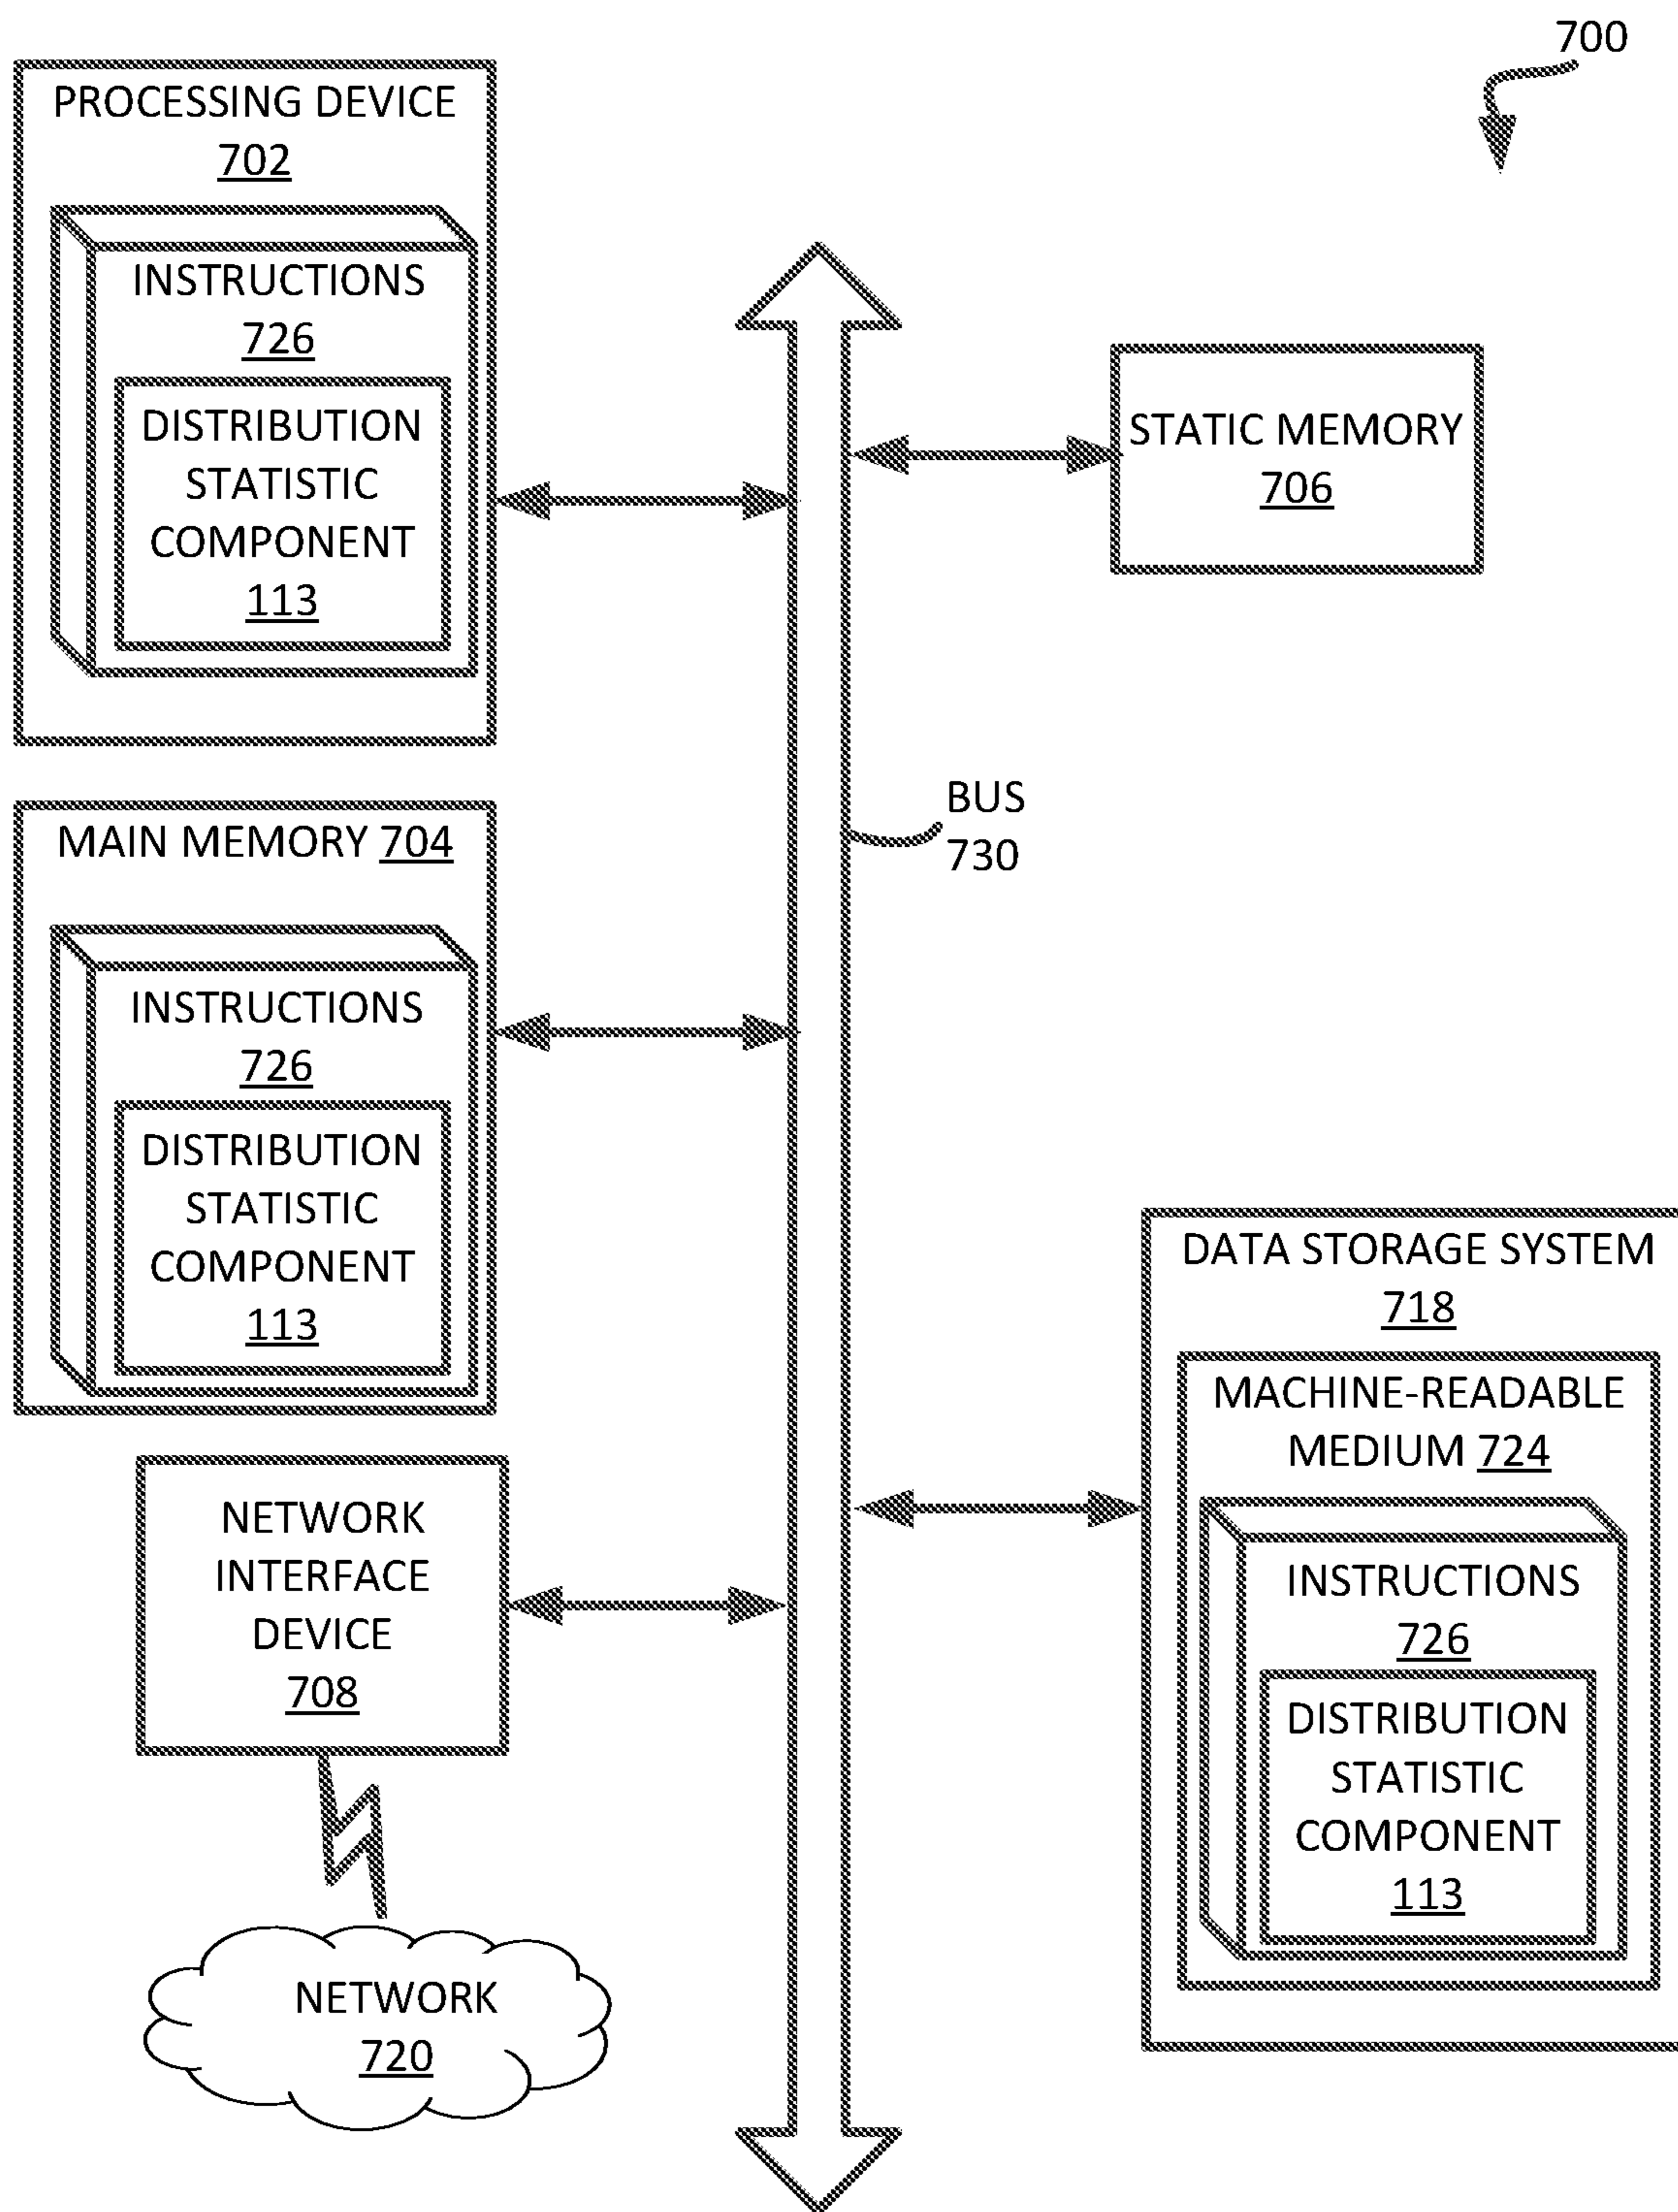 700
PROCESSING DEVICE
702
INSTRUCTIONS
726
DISTRIBUTION
STATISTIC
COMPONENT
113
STATIC MEMORY
706
BUS
730
MAIN MEMORY 704
INSTRUCTIONS
726
DISTRIBUTION
STATISTIC
COMPONENT
113
DATA STORAGE SYSTEM
718
MACHINE-READABLE
MEDIUM 724
INSTRUCTIONS
726
DISTRIBUTION
STATISTIC
COMPONENT
113
NETWORK
INTERFACE
DEVICE
708
NETWORK
720